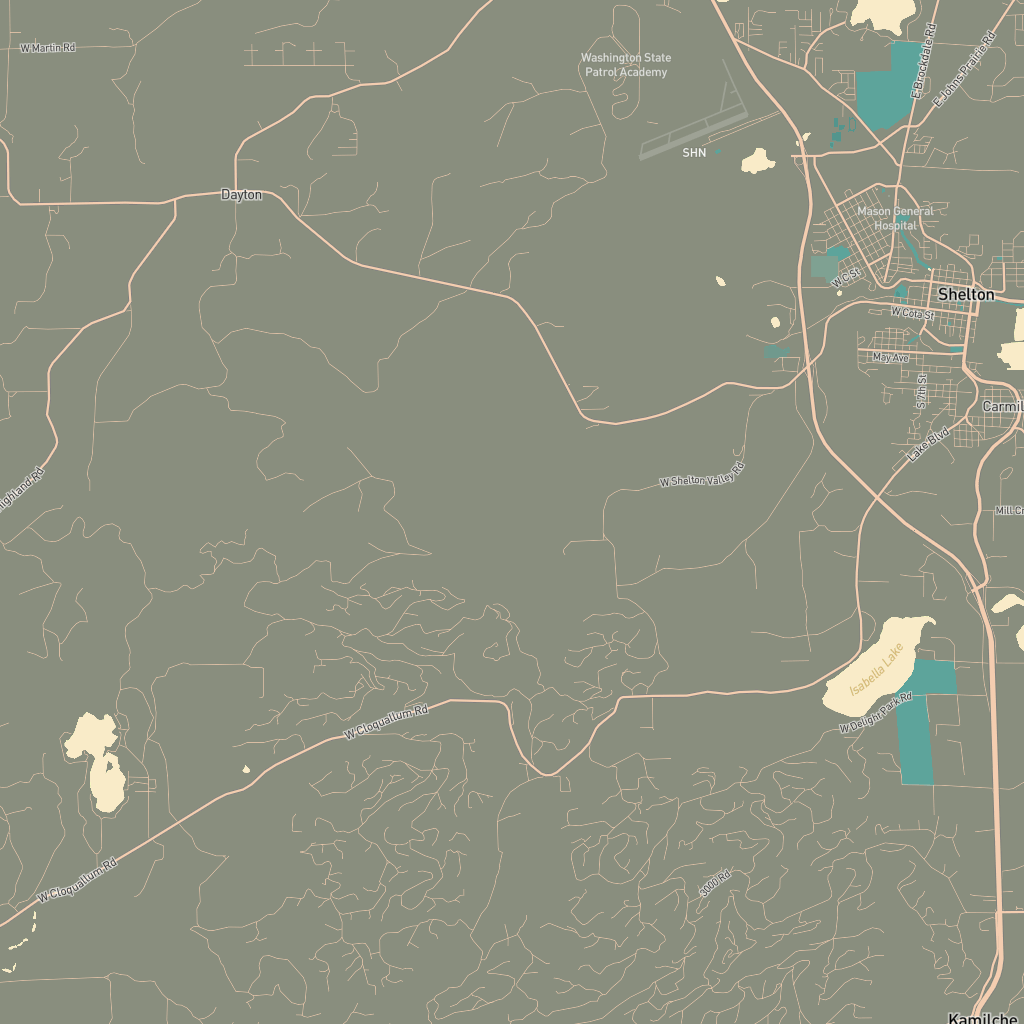 W Martin Rd
Washington State
Patrol Academy
E Brockdale Rd
E Johns Prairie Rd
SHN
Dayton
Mason General
Hospital
W C St
Shelton
W Cota St
May Ave
S 7th St
Carmil
Lake Blvd
W Shelton Valley Rd
Highland Rd
Mill Cr
Isabella Lake
W Delight Park Rd
W Cloquallum Rd
3000 Rd
W Cloquallum Rd
Kamilche